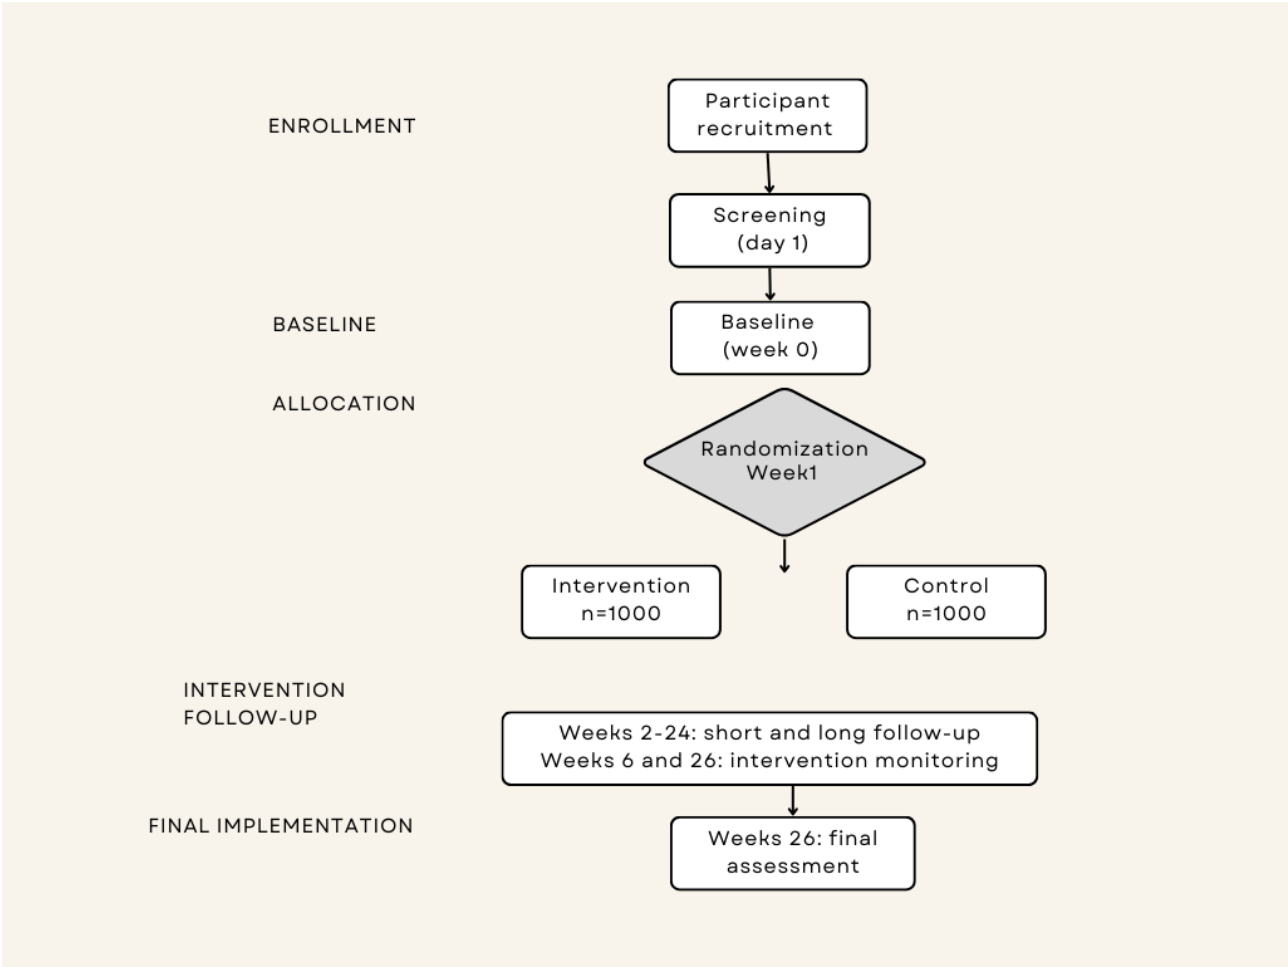 ENROLLMENT
Participant
recruitment
Screening
(day 1)
BASELINE
Baseline
(week 0)
ALLOCATION
Randomization
Week1
Intervention
n=1000
Control
n=1000
INTERVENTION
FOLLOW-UP
Weeks 2-24: short and long follow-up
Weeks 6 and 26: intervention monitoring
FINAL IMPLEMENTATION
Weeks 26: final
assessment